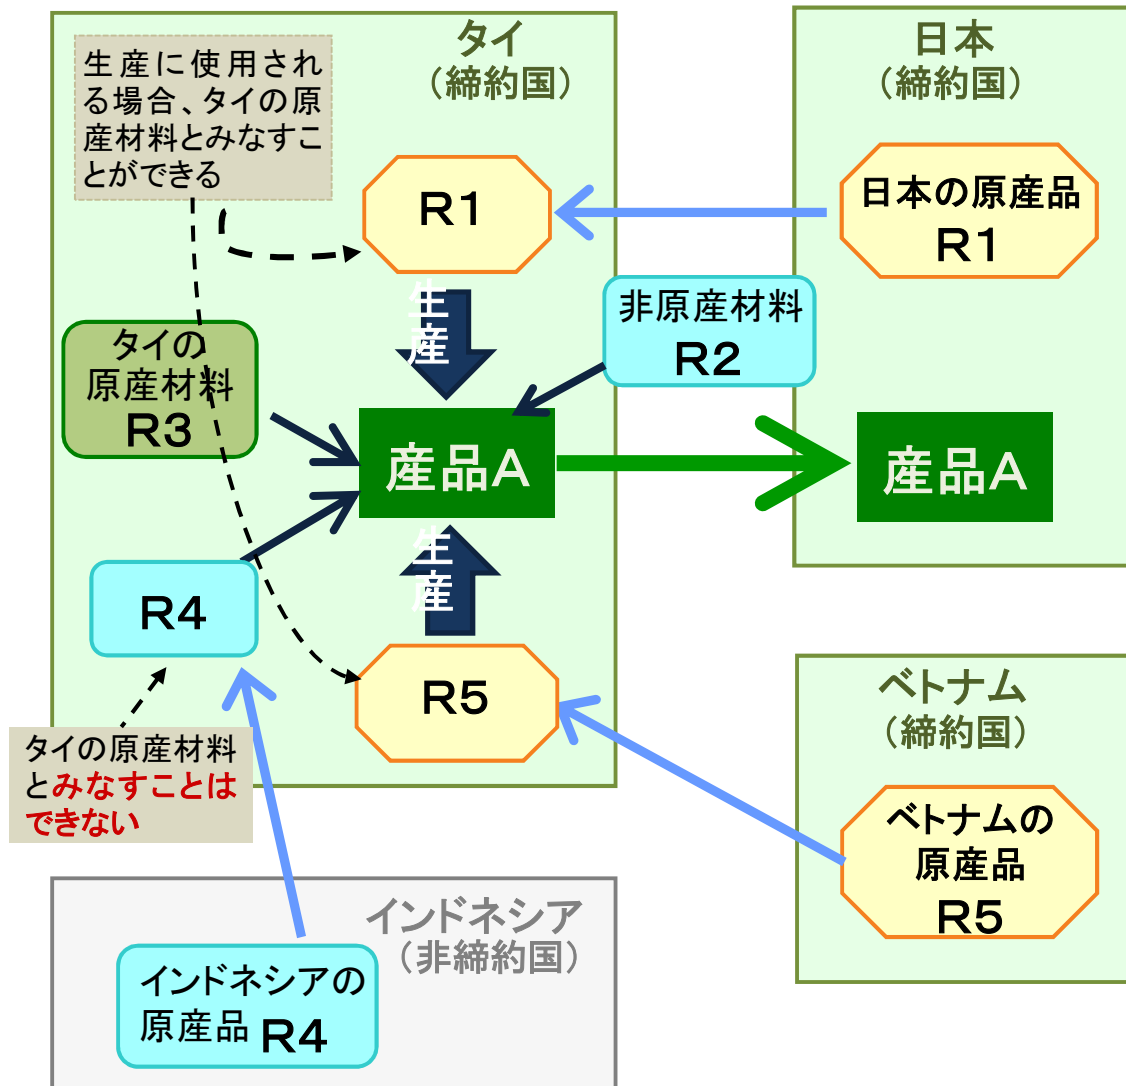 タイ
（締約国）
生産に使用され
る場合、タイの原
産材料とみなすこ
とができる
R1
生
産
タイの
原産材料
R3
非原産材料
R2
産品A
生
産
R4
R5
タイの原産材料
とみなすことは
できない
日本
（締約国）
日本の原産品
R1
産品A
ベトナム
（締約国）
ベトナムの
原産品
R5
インドネシア
（非締約国）
インドネシアの
原産品 R4